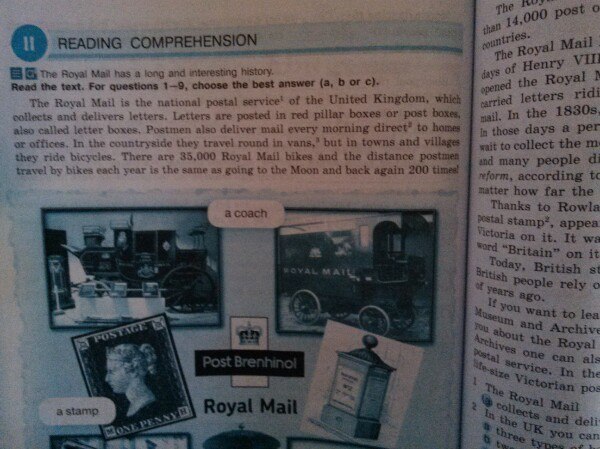 11 READING COMPREHENSION
The Royal Mail has a long and interesting history.
Read the text. For questions 1–9, choose the best answer (a, b or c).
The Royal Mail is the national postal service¹ of the United Kingdom, which
collects and delivers letters. Letters are posted in red pillar boxes or post boxes,
also called letter boxes. Postmen also deliver mail every morning direct² to homes
or offices. In the countryside they travel round in vans,³ but in towns and villages
they ride bicycles. There are 35,000 Royal Mail bikes and the distance postmen
travel by bikes each year is the same as going to the Moon and back again 200 times!
a coach
ROYAL MAIL
POSTAGE
ONE PENNY
a stamp
Post Brenhinol
Royal Mail
The
than 14,000 post
countries.
The Royal Mail
days of Henry VIII
opened the Royal
carried letters
mail. In the 1830s,
In those days a
wait to collect the
and many people
reform, according to
matter how far the
Thanks to
postal stamp², appea
Victoria on it. It wa
word "Britain" on it
Today, British st
British people rely o
of years ago.
If you want to lea
Museum and Archive
you about the Royal
Archives one can als
postal service. In the
life-size Victorian pos
1 The Royal Mail
a collects and deli
2 In the UK you can
a three types of
b